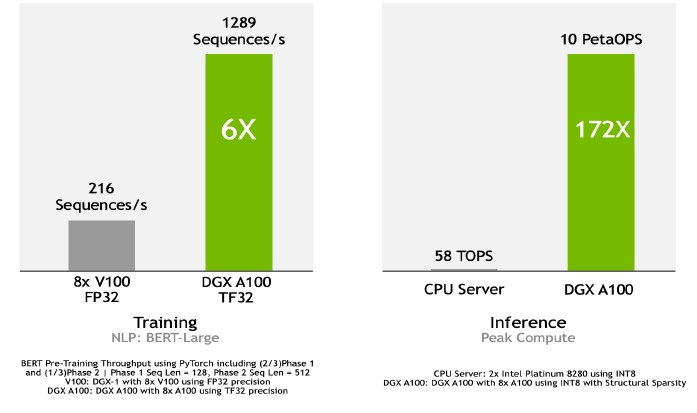 1289
Sequences/s
6X
216
Sequences/s
8x V100
FP32
DGX A100
TF32
Training
NLP: BERT-Large
BERT Pre-Training Throughput using PyTorch including (2/3)Phase 1
and (1/3)Phase 2 | Phase 1 Seq Len = 128, Phase 2 Seq Len = 512
V100: DGX-1 with 8x V100 using FP32 precision
DGX A100: DGX A100 with 8x A100 using TF32 precision
10 PetaOPS
172X
58 TOPS
CPU Server
DGX A100
Inference
Peak Compute
CPU Server: 2x Intel Platinum 8280 using INT8
DGX A100: DGX A100 with 8x A100 using INT8 with Structural Sparsity